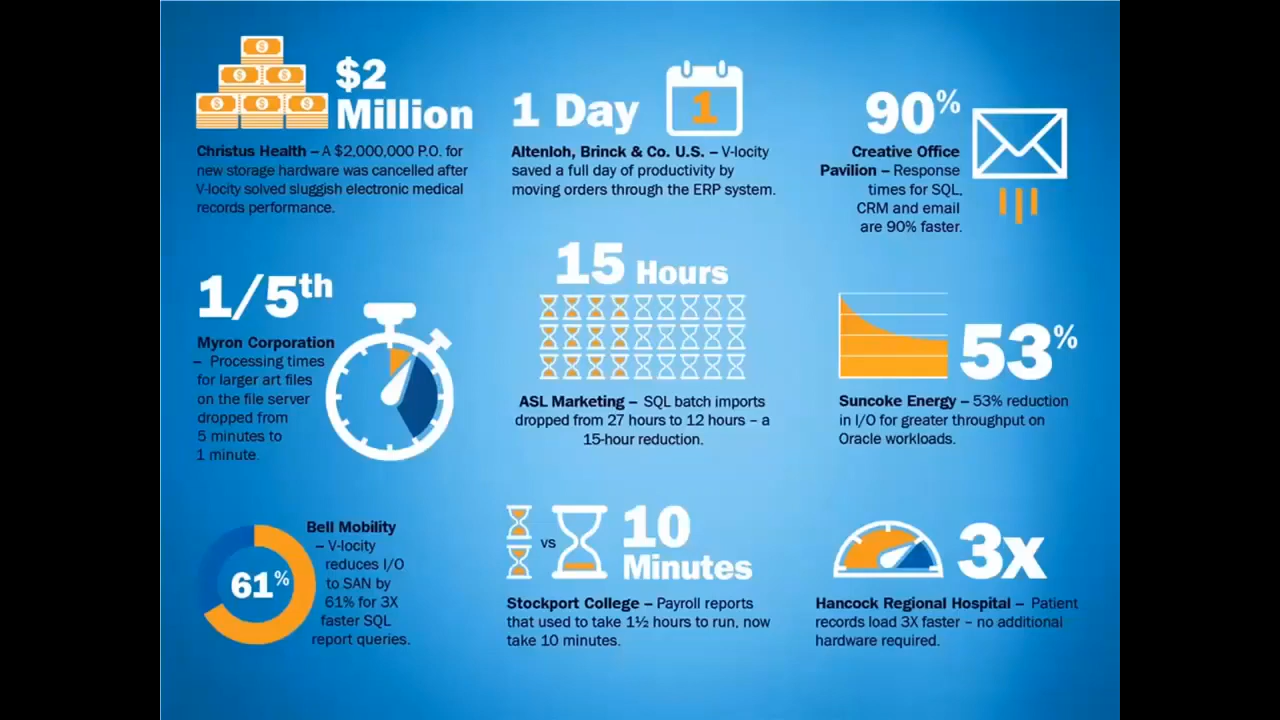 $2
Million
Christus Health – A $2,000,000 P.O. for
new storage hardware was cancelled after
V-locity solved sluggish electronic medical
records performance.
1 Day
1
Altenloh, Brinck & Co. U.S. – V-locity
saved a full day of productivity by
moving orders through the ERP system.
90%
Creative Office
Pavilion – Response
times for SQL,
CRM and email
are 90% faster.
1/5th
Myron Corporation
– Processing times
for larger art files
on the file server
dropped from
5 minutes to
1 minute.
15 Hours
ASL Marketing – SQL batch imports
dropped from 27 hours to 12 hours – a
15-hour reduction.
53%
Suncoke Energy – 53% reduction
in I/O for greater throughput on
Oracle workloads.
61%
Bell Mobility
– V-locity
reduces I/O
to SAN by
61% for 3X
faster SQL
report queries.
vs
10
Minutes
Stockport College – Payroll reports
that used to take 1½ hours to run, now
take 10 minutes.
3x
Hancock Regional Hospital – Patient
records load 3X faster – no additional
hardware required.